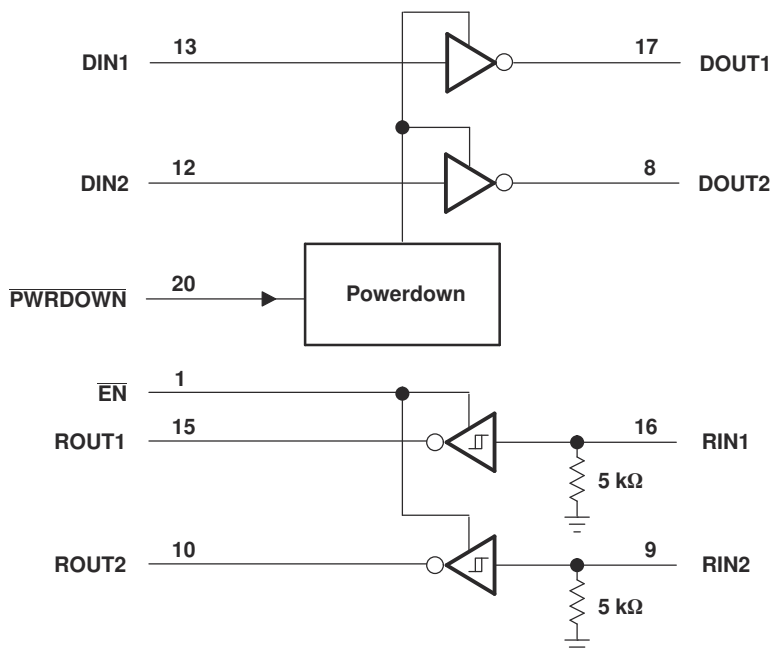 DIN1 13 17 DOUT1
DIN2 12 8 DOUT2
PWRDOWN 20 Powerdown
EN 1
ROUT1 15 16 RIN1
5 kΩ
ROUT2 10 9 RIN2
5 kΩ